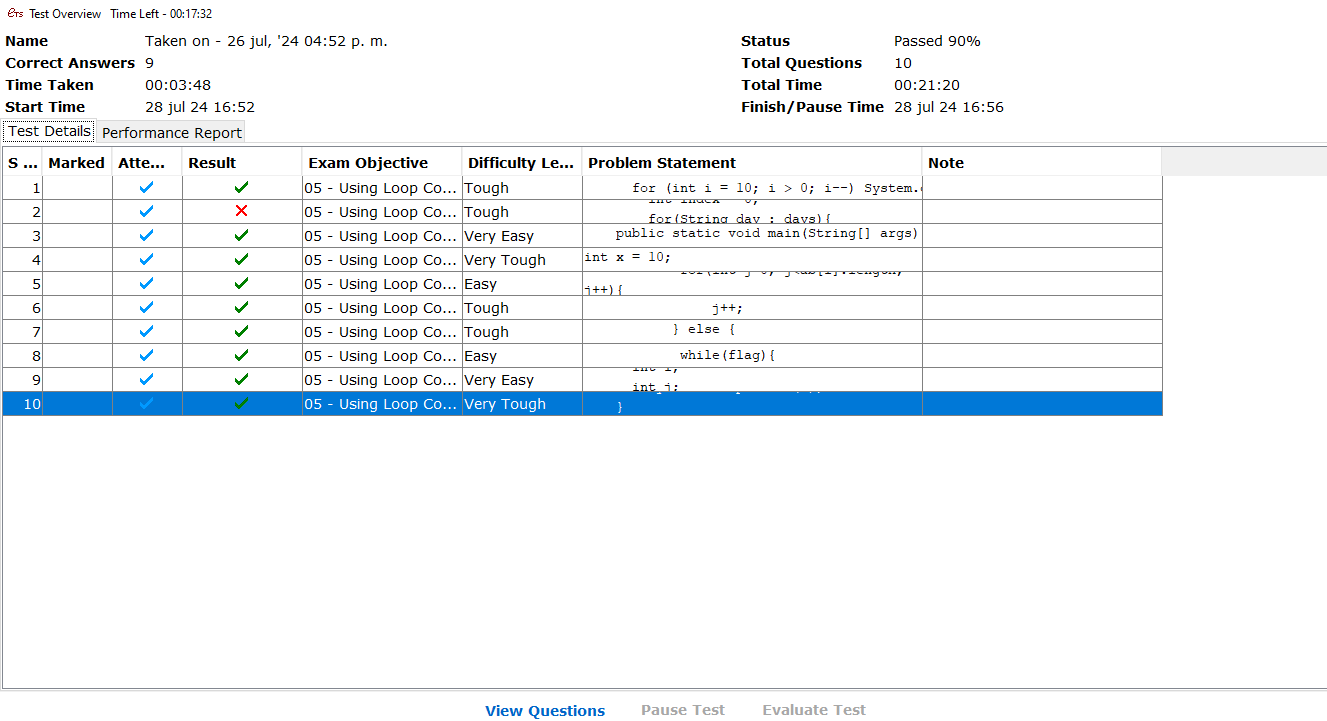 eTS Test Overview Time Left - 00:17:32
Name Taken on - 26 jul, '24 04:52 p. m. Status Passed 90%
Correct Answers 9 Total Questions 10
Time Taken 00:03:48 Total Time 00:21:20
Start Time 28 jul 24 16:52 Finish/Pause Time 28 jul 24 16:56
Test Details Performance Report
S ... Marked Atte... Result Exam Objective Difficulty Le... Problem Statement Note
1 05 - Using Loop Co... Tough for (int i = 10; i > 0; i--) System.
2 05 - Using Loop Co... Tough int index = 0;
for(String day : days){
3 05 - Using Loop Co... Very Easy public static void main(String[] args)
4 05 - Using Loop Co... Very Tough int x = 10;
5 05 - Using Loop Co... Easy
j++){
6 05 - Using Loop Co... Tough j++;
7 05 - Using Loop Co... Tough } else {
8 05 - Using Loop Co... Easy while(flag){
9 05 - Using Loop Co... Very Easy int i;
int j;
10 05 - Using Loop Co... Very Tough }
View Questions Pause Test Evaluate Test